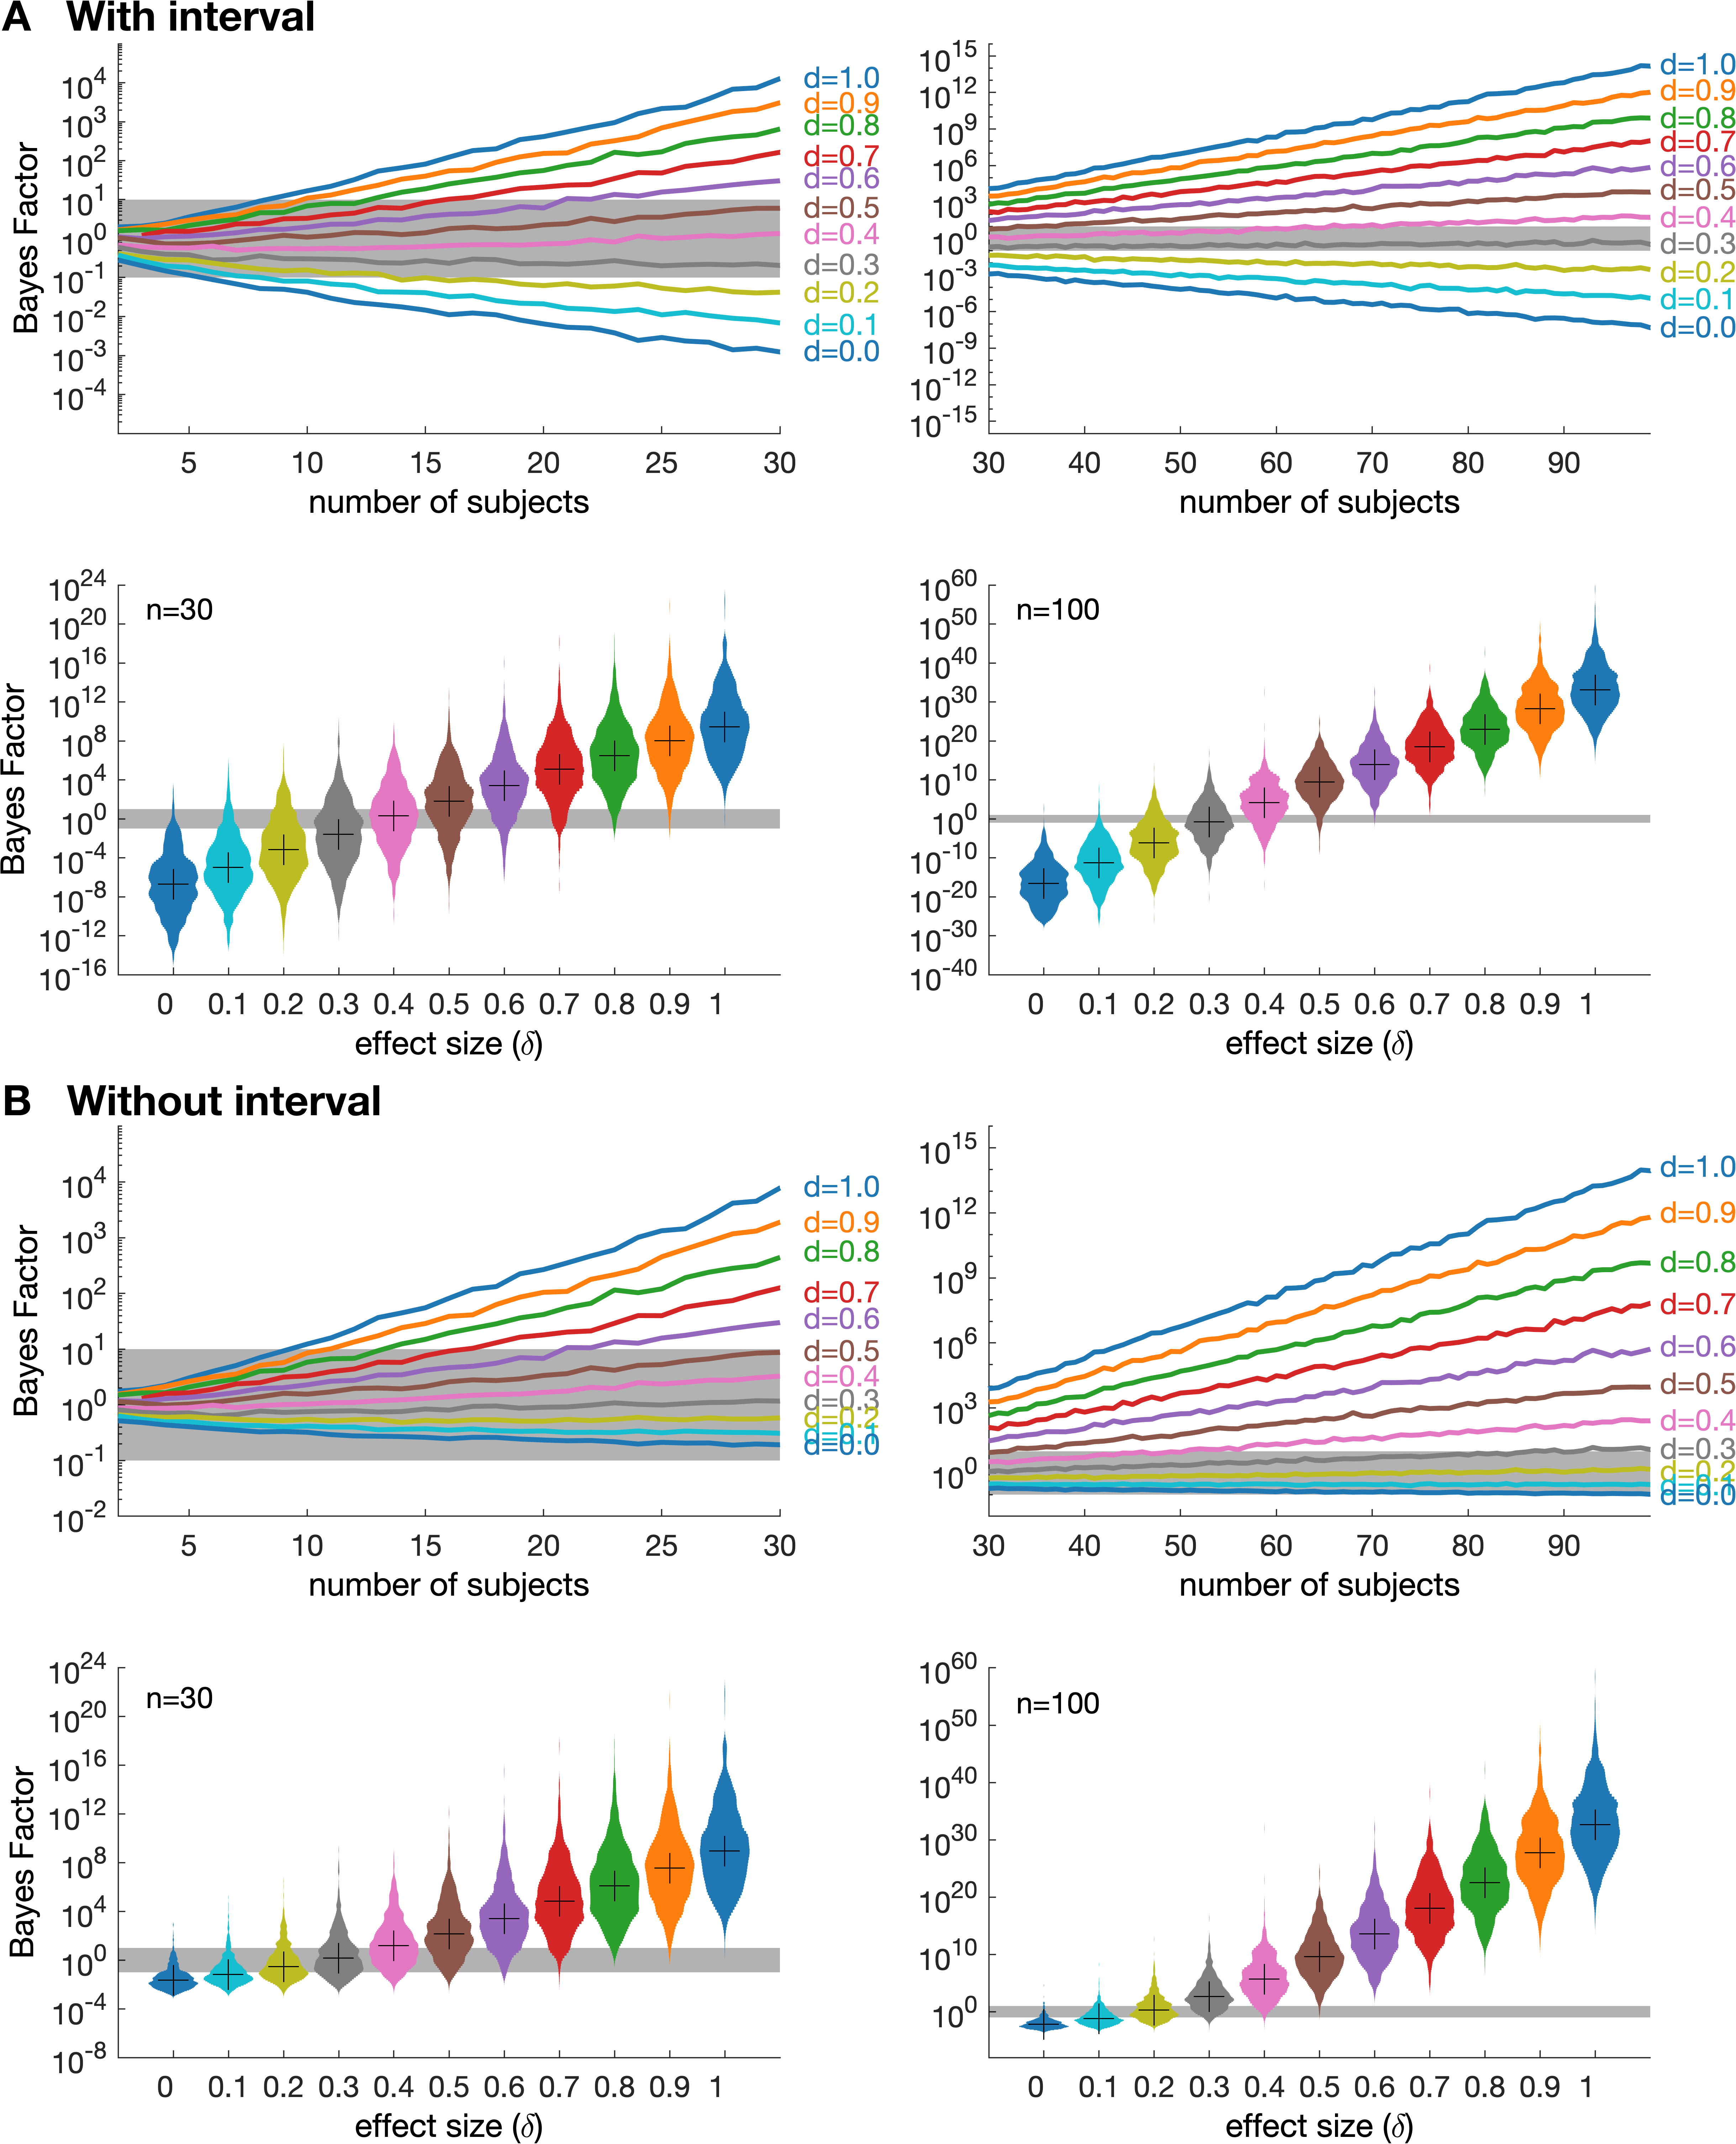 A With interval
10^4
10^3
10^2
10^1
10^0
10^-1
10^-2
10^-3
10^-4
Bayes Factor
5 10 15 20 25 30
number of subjects
d=1.0
d=0.9
d=0.8
d=0.7
d=0.6
d=0.5
d=0.4
d=0.3
d=0.2
d=0.1
d=0.0
10^15
10^12
10^9
10^6
10^3
10^0
10^-3
10^-6
10^-9
10^-12
10^-15
30 40 50 60 70 80 90
number of subjects
d=1.0
d=0.9
d=0.8
d=0.7
d=0.6
d=0.5
d=0.4
d=0.3
d=0.2
d=0.1
d=0.0
n=30
10^24
10^20
10^16
10^12
10^8
10^4
10^0
10^-4
10^-8
10^-12
10^-16
Bayes Factor
0 0.1 0.2 0.3 0.4 0.5 0.6 0.7 0.8 0.9 1
effect size (δ)
n=100
10^60
10^50
10^40
10^30
10^20
10^10
10^0
10^-10
10^-20
10^-30
10^-40
0 0.1 0.2 0.3 0.4 0.5 0.6 0.7 0.8 0.9 1
effect size (δ)
B Without interval
10^4
10^3
10^2
10^1
10^0
10^-1
10^-2
Bayes Factor
5 10 15 20 25 30
number of subjects
d=1.0
d=0.9
d=0.8
d=0.7
d=0.6
d=0.5
d=0.4
d=0.3
d=0.2
d=0.1
d=0.0
10^15
10^12
10^9
10^6
10^3
10^0
30 40 50 60 70 80 90
number of subjects
d=1.0
d=0.9
d=0.8
d=0.7
d=0.6
d=0.5
d=0.4
d=0.3
d=0.2
d=0.1
d=0.0
n=30
10^24
10^20
10^16
10^12
10^8
10^4
10^0
10^-4
10^-8
Bayes Factor
0 0.1 0.2 0.3 0.4 0.5 0.6 0.7 0.8 0.9 1
effect size (δ)
n=100
10^60
10^50
10^40
10^30
10^20
10^10
10^0
0 0.1 0.2 0.3 0.4 0.5 0.6 0.7 0.8 0.9 1
effect size (δ)